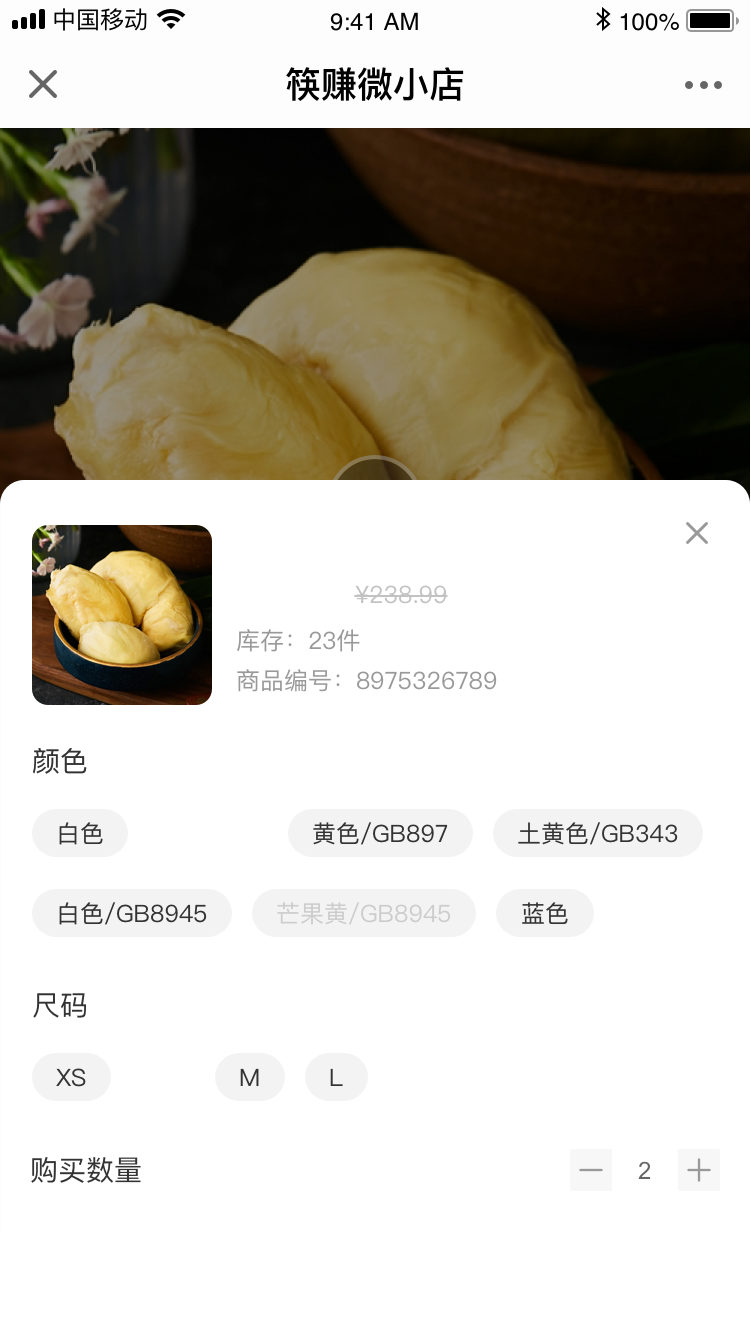 中国移动 9:41 AM 100%
筷赚微小店
¥238.99
库存：23件
商品编号：8975326789
颜色
白色 黄色/GB897 土黄色/GB343
白色/GB8945 芒果黄/GB8945 蓝色
尺码
XS M L
购买数量 2